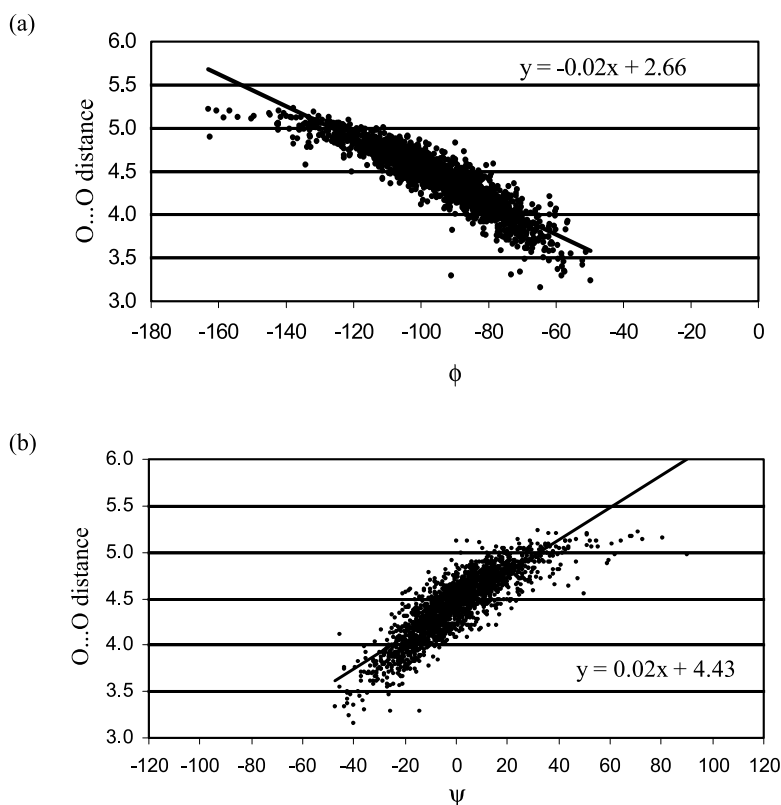 (a)
6.0
y = -0.02x + 2.66
5.5
5.0
4.5
4.0
3.5
3.0
O...O distance
-180 -160 -140 -120 -100 -80 -60 -40 -20 0
ϕ
(b)
6.0
5.5
5.0
4.5
4.0
y = 0.02x + 4.43
3.5
3.0
O...O distance
-120 -100 -80 -60 -40 -20 0 20 40 60 80 100 120
ψ